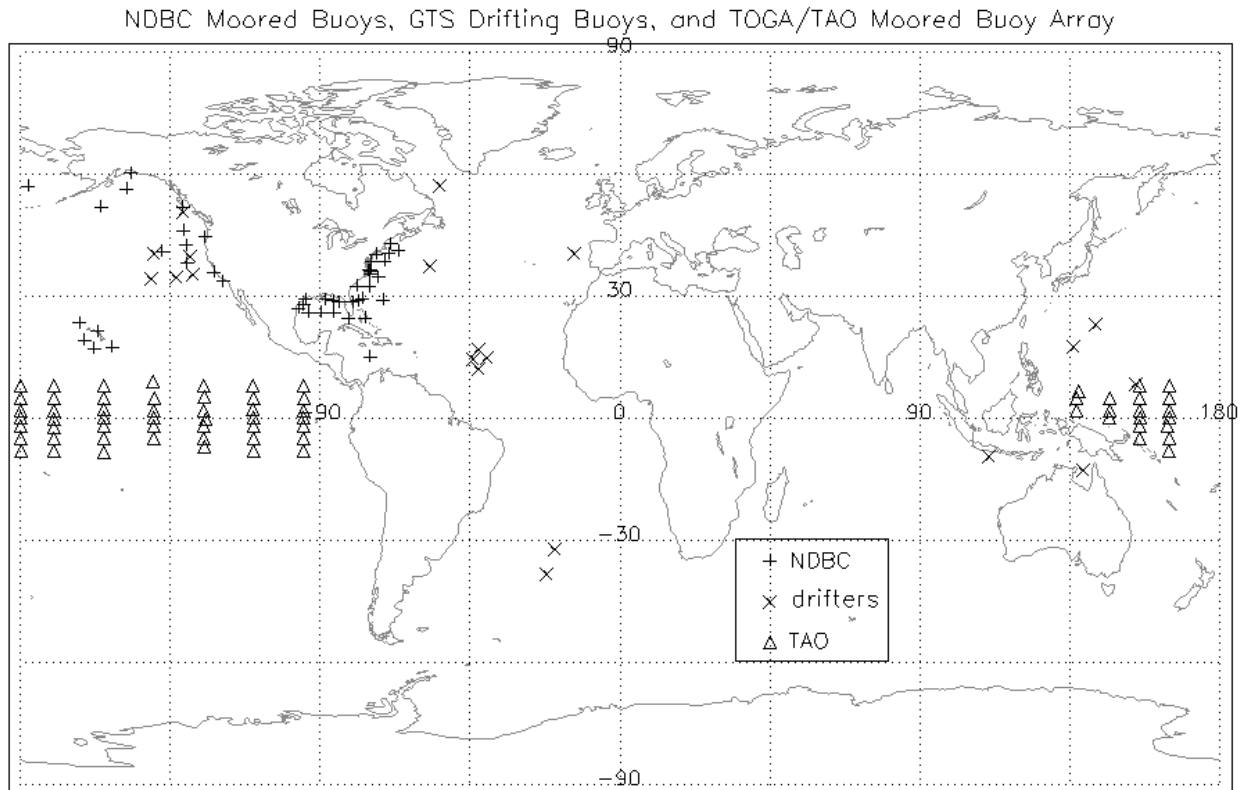 NDBC Moored Buoys, GTS Drifting Buoys, and TOGA/TAO Moored Buoy Array
90
30
-90 0 90 180
-30
NDBC
drifters
TAO
-90